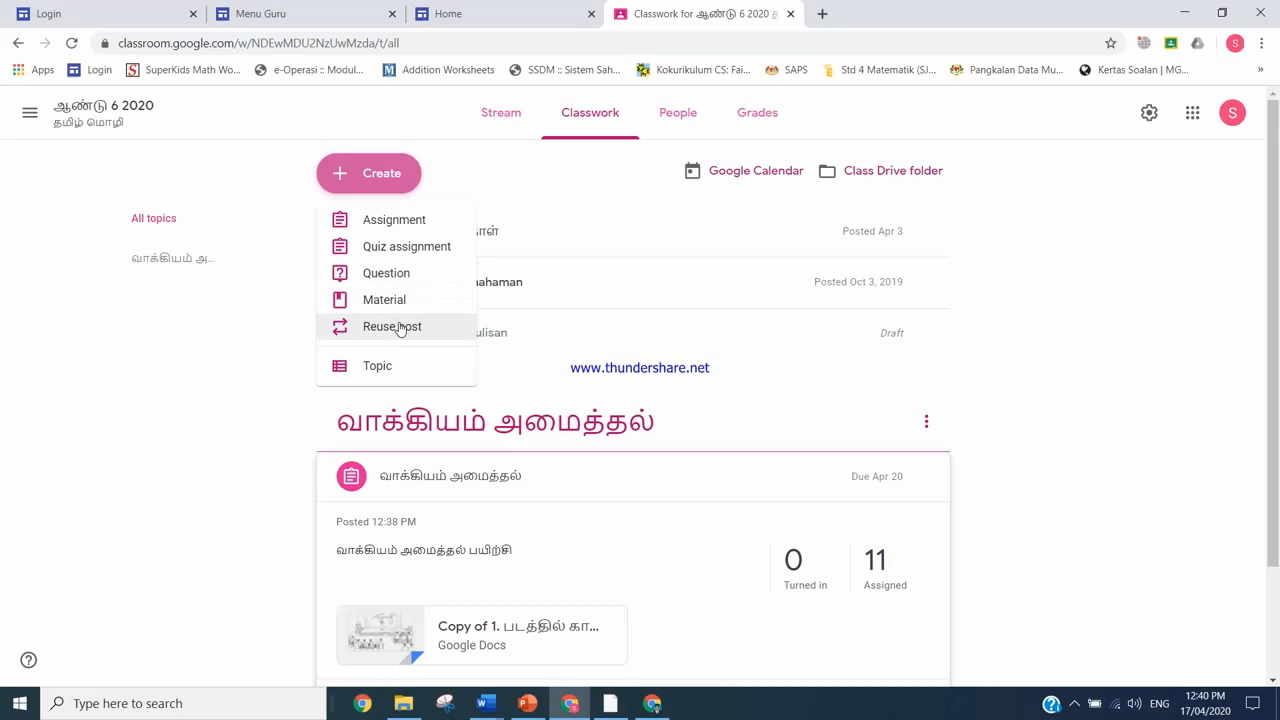 Login
Menu Guru
Home
Classwork for ஆண்டு 6 2020 த
classroom.google.com/w/NDEwMDU2NzUwMzda/t/all
S
Apps
Login
SuperKids Math Wo...
e-Operasi :: Modul...
Addition Worksheets
SSDM :: Sistem Sah...
Kokurikulum CS: Fai...
SAPS
Std 4 Matematik (SJ...
Pangkalan Data Mu...
Kertas Soalan | MG...
»
ஆண்டு 6 2020
தமிழ் மொழி
Stream
Classwork
People
Grades
S
Create
Google Calendar
Class Drive folder
All topics
வாக்கியம் அ...
Assignment
Quiz assignment
Question
Material
Reuse post
Topic
நாள்
Posted Apr 3
ahaman
Posted Oct 3, 2019
ulisan
Draft
www.thundershare.net
வாக்கியம் அமைத்தல்
வாக்கியம் அமைத்தல்
Due Apr 20
Posted 12:38 PM
வாக்கியம் அமைத்தல் பயிற்சி
0
Turned in
11
Assigned
Copy of 1. படத்தில் கா...
Google Docs
Type here to search
ENG
12:40 PM
17/04/2020